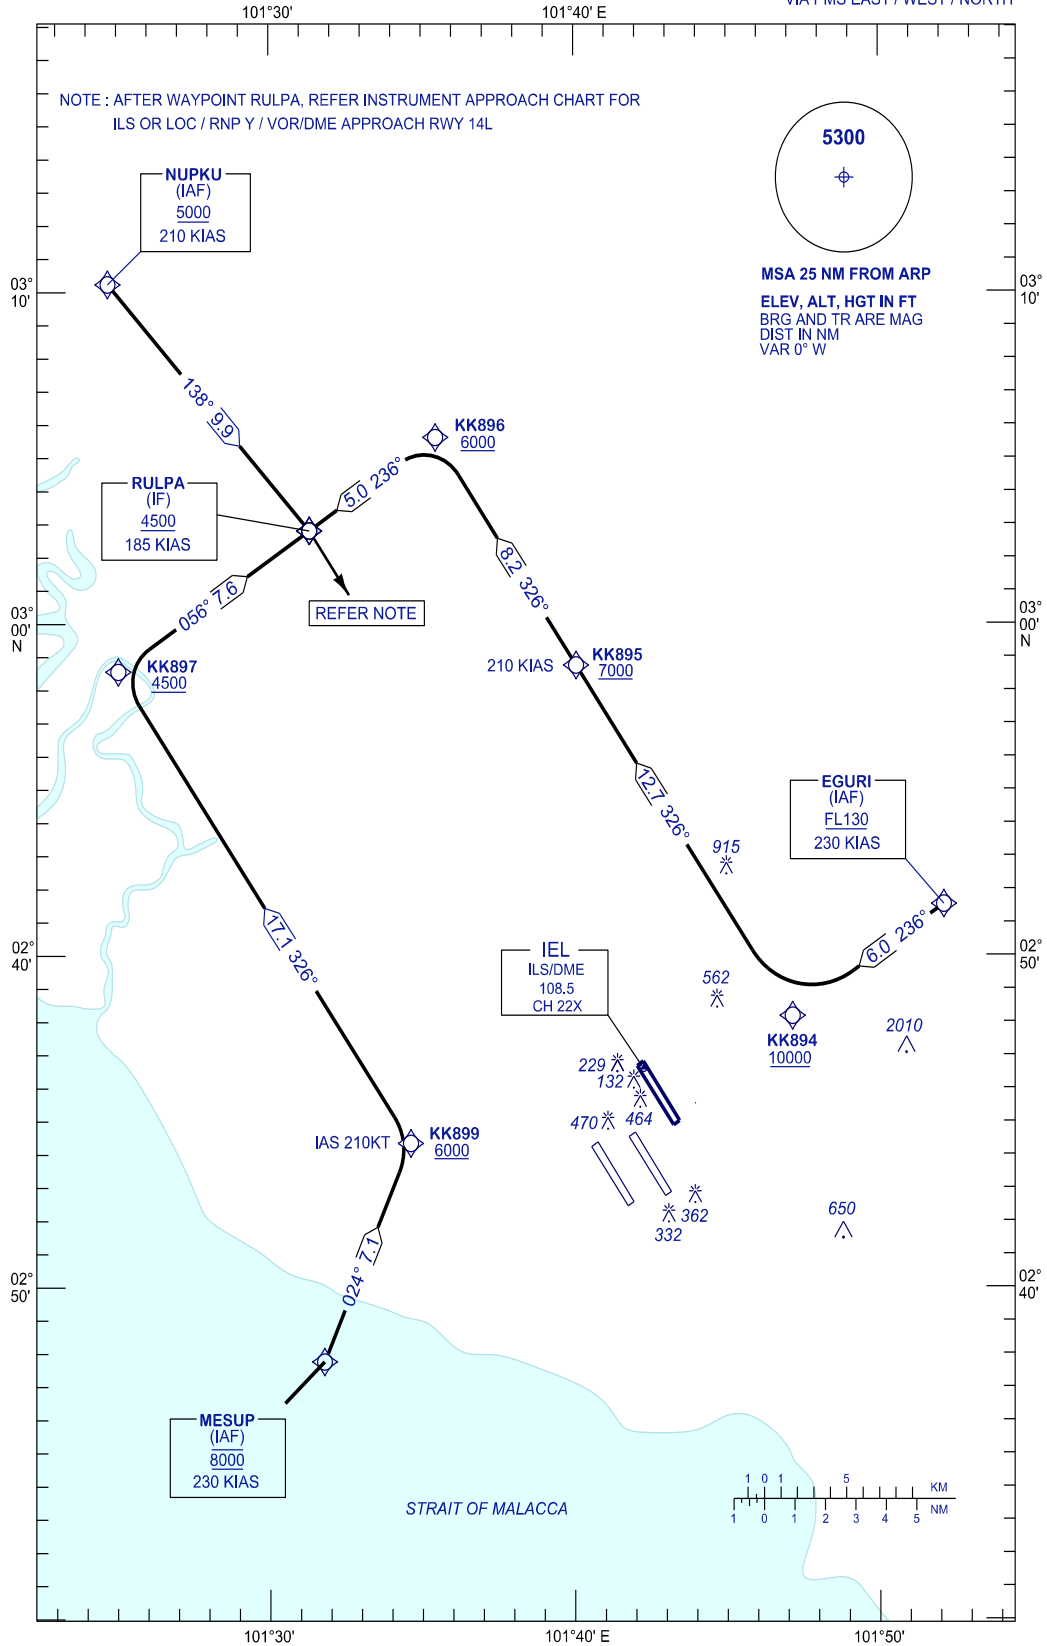 VIA FMS EAST / WEST / NORTH
101°30'
101°40' E
NOTE : AFTER WAYPOINT RULPA, REFER INSTRUMENT APPROACH CHART FOR
ILS OR LOC / RNP Y / VOR/DME APPROACH RWY 14L
5300
MSA 25 NM FROM ARP
ELEV, ALT, HGT IN FT
BRG AND TR ARE MAG
DIST IN NM
VAR 0° W
NUPKU
(IAF)
5000
210 KIAS
03°
10'
03°
10'
138° 9.9
KK896
6000
5.0 236°
RULPA
(IF)
4500
185 KIAS
8.2 326°
056° 7.6
REFER NOTE
03°
00'
N
03°
00'
N
KK897
4500
210 KIAS
KK895
7000
12.7 326°
EGURI
(IAF)
FL130
230 KIAS
915
6.0 236°
17.1 326°
02°
40'
02°
50'
IEL
ILS/DME
108.5
CH 22X
562
KK894
10000
2010
229
132
464
470
IAS 210KT
KK899
6000
362
332
650
024° 7.1
02°
50'
02°
40'
MESUP
(IAF)
8000
230 KIAS
STRAIT OF MALACCA
1 0 1 5 KM
1 0 1 2 3 4 5 NM
101°30'
101°40' E
101°50'